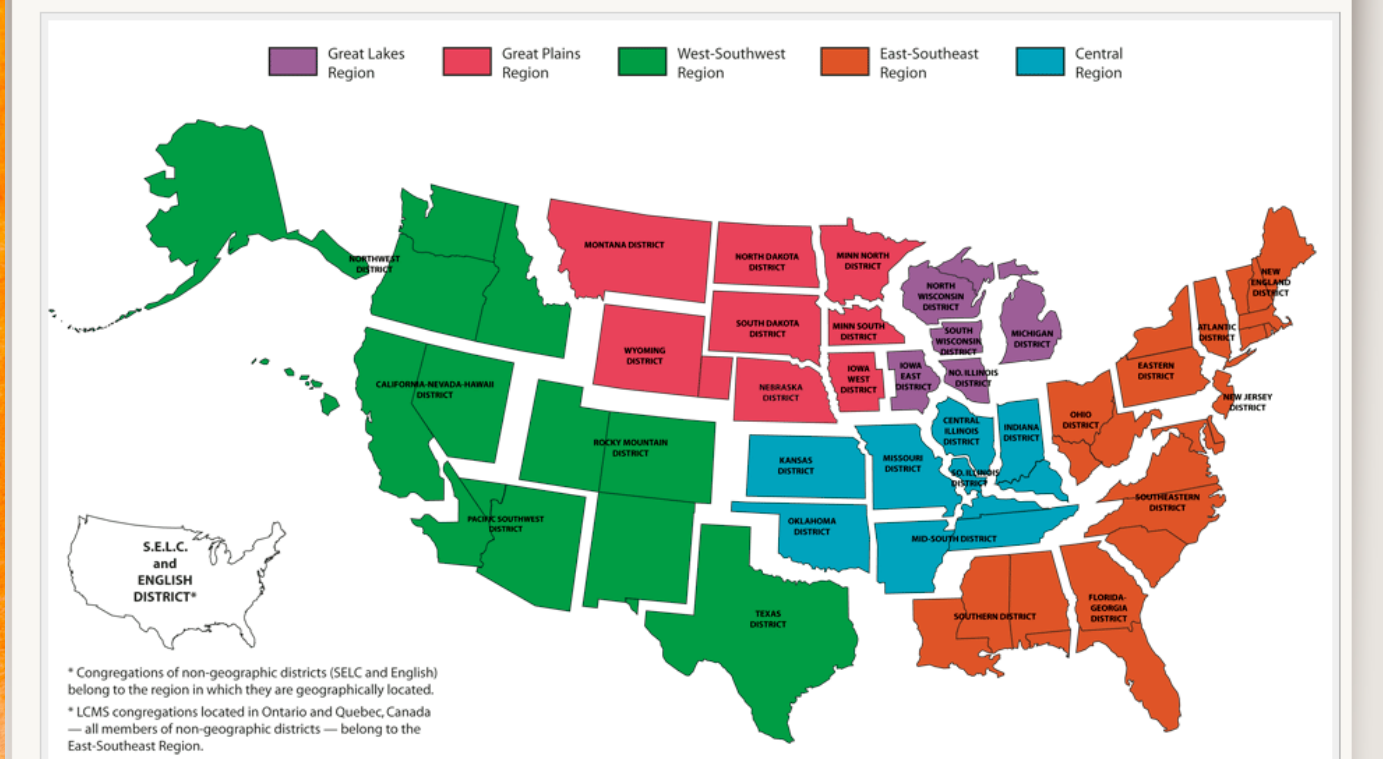 Great Lakes
Region
Great Plains
Region
West-Southwest
Region
East-Southeast
Region
Central
Region
NORTHWEST
DISTRICT
MONTANA DISTRICT
NORTH DAKOTA
DISTRICT
MINN NORTH
DISTRICT
NORTH
WISCONSIN
DISTRICT
NEW
ENGLAND
DISTRICT
SOUTH DAKOTA
DISTRICT
MINN SOUTH
DISTRICT
SOUTH
WISCONSIN
DISTRICT
MICHIGAN
DISTRICT
ATLANTIC
DISTRICT
WYOMING
DISTRICT
IOWA
WEST
DISTRICT
IOWA
EAST
DISTRICT
NO. ILLINOIS
DISTRICT
EASTERN
DISTRICT
CALIFORNIA-NEVADA-HAWAII
DISTRICT
NEBRASKA
DISTRICT
NEW JERSEY
DISTRICT
ROCKY MOUNTAIN
DISTRICT
CENTRAL
ILLINOIS
DISTRICT
INDIANA
DISTRICT
OHIO
DISTRICT
KANSAS
DISTRICT
MISSOURI
DISTRICT
SO. ILLINOIS
DISTRICT
SOUTHEASTERN
DISTRICT
PACIFIC SOUTHWEST
DISTRICT
OKLAHOMA
DISTRICT
MID-SOUTH DISTRICT
S.E.L.C.
and
ENGLISH
DISTRICT*
TEXAS
DISTRICT
SOUTHERN DISTRICT
FLORIDA-
GEORGIA
DISTRICT
* Congregations of non-geographic districts (SELC and English)
belong to the region in which they are geographically located.
* LCMS congregations located in Ontario and Quebec, Canada
— all members of non-geographic districts — belong to the
East-Southeast Region.